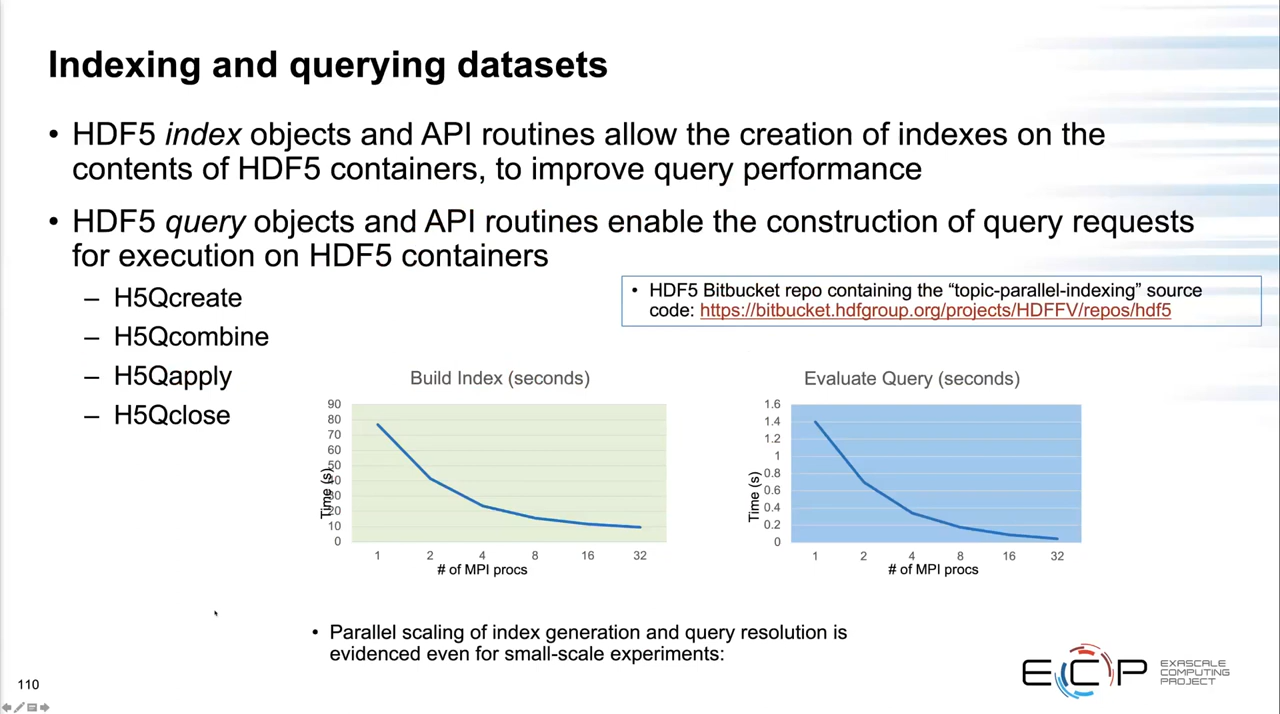 Indexing and querying datasets
• HDF5 index objects and API routines allow the creation of indexes on the
contents of HDF5 containers, to improve query performance
• HDF5 query objects and API routines enable the construction of query requests
for execution on HDF5 containers
– H5Qcreate
– H5Qcombine
– H5Qapply
– H5Qclose
• HDF5 Bitbucket repo containing the “topic-parallel-indexing” source
code: https://bitbucket.hdfgroup.org/projects/HDFFV/repos/hdf5
Build Index (seconds)
90
80
70
60
50
40
30
20
10
0
Time (s)
1 2 4 8 16 32
# of MPI procs
Evaluate Query (seconds)
1.6
1.4
1.2
1
0.8
0.6
0.4
0.2
0
Time (s)
1 2 4 8 16 32
# of MPI procs
• Parallel scaling of index generation and query resolution is
evidenced even for small-scale experiments:
ECP
EXASCALE
COMPUTING
PROJECT
110